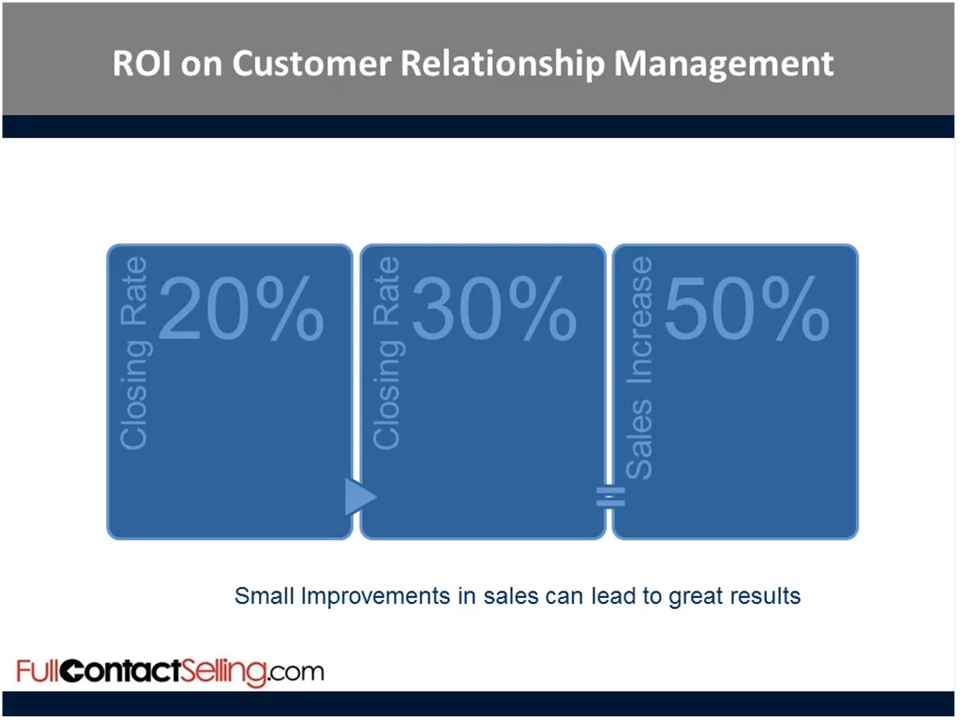 ROI on Customer Relationship Management
Closing Rate
20%
Closing Rate
30%
=
Sales Increase
50%
Small Improvements in sales can lead to great results
FullContactSelling.com